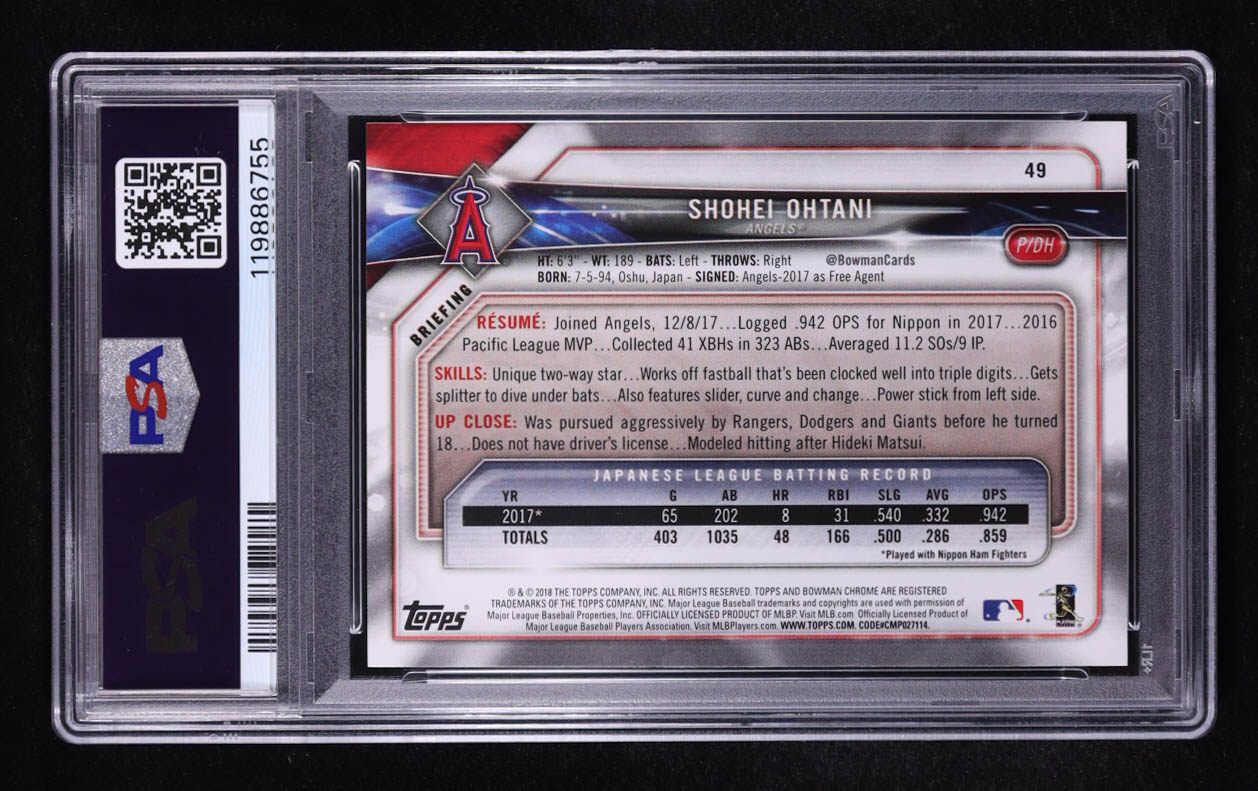 119886755
PSA
PSA
PSA
49
SHOHEI OHTANI
ANGELS®
P/DH
A
HT: 6'3" - WT: 189 - BATS: Left - THROWS: Right @BowmanCards
BORN: 7-5-94, Oshu, Japan - SIGNED: Angels-2017 as Free Agent
BRIEFING
RÉSUMÉ: Joined Angels, 12/8/17...Logged .942 OPS for Nippon in 2017...2016
Pacific League MVP...Collected 41 XBHs in 323 ABs...Averaged 11.2 SOs/9 IP.
SKILLS: Unique two-way star...Works off fastball that's been clocked well into triple digits...Gets
splitter to dive under bats...Also features slider, curve and change...Power stick from left side.
UP CLOSE: Was pursued aggressively by Rangers, Dodgers and Giants before he turned
18...Does not have driver's license...Modeled hitting after Hideki Matsui.
JAPANESE LEAGUE BATTING RECORD
YR G AB HR RBI SLG AVG OPS
2017* 65 202 8 31 .540 .332 .942
TOTALS 403 1035 48 166 .500 .286 .859
*Played with Nippon Ham Fighters
topps®
® & © 2018 THE TOPPS COMPANY, INC. ALL RIGHTS RESERVED. TOPPS AND BOWMAN CHROME ARE REGISTERED
TRADEMARKS OF THE TOPPS COMPANY, INC. Major League Baseball trademarks and copyrights are used with permission of
Major League Baseball Properties, Inc. OFFICIALLY LICENSED PRODUCT OF MLBP. Visit MLB.com. Officially Licensed Product of
Major League Baseball Players Association. Visit MLBPlayers.com. WWW.TOPPS.COM. CODE#CMP027114.